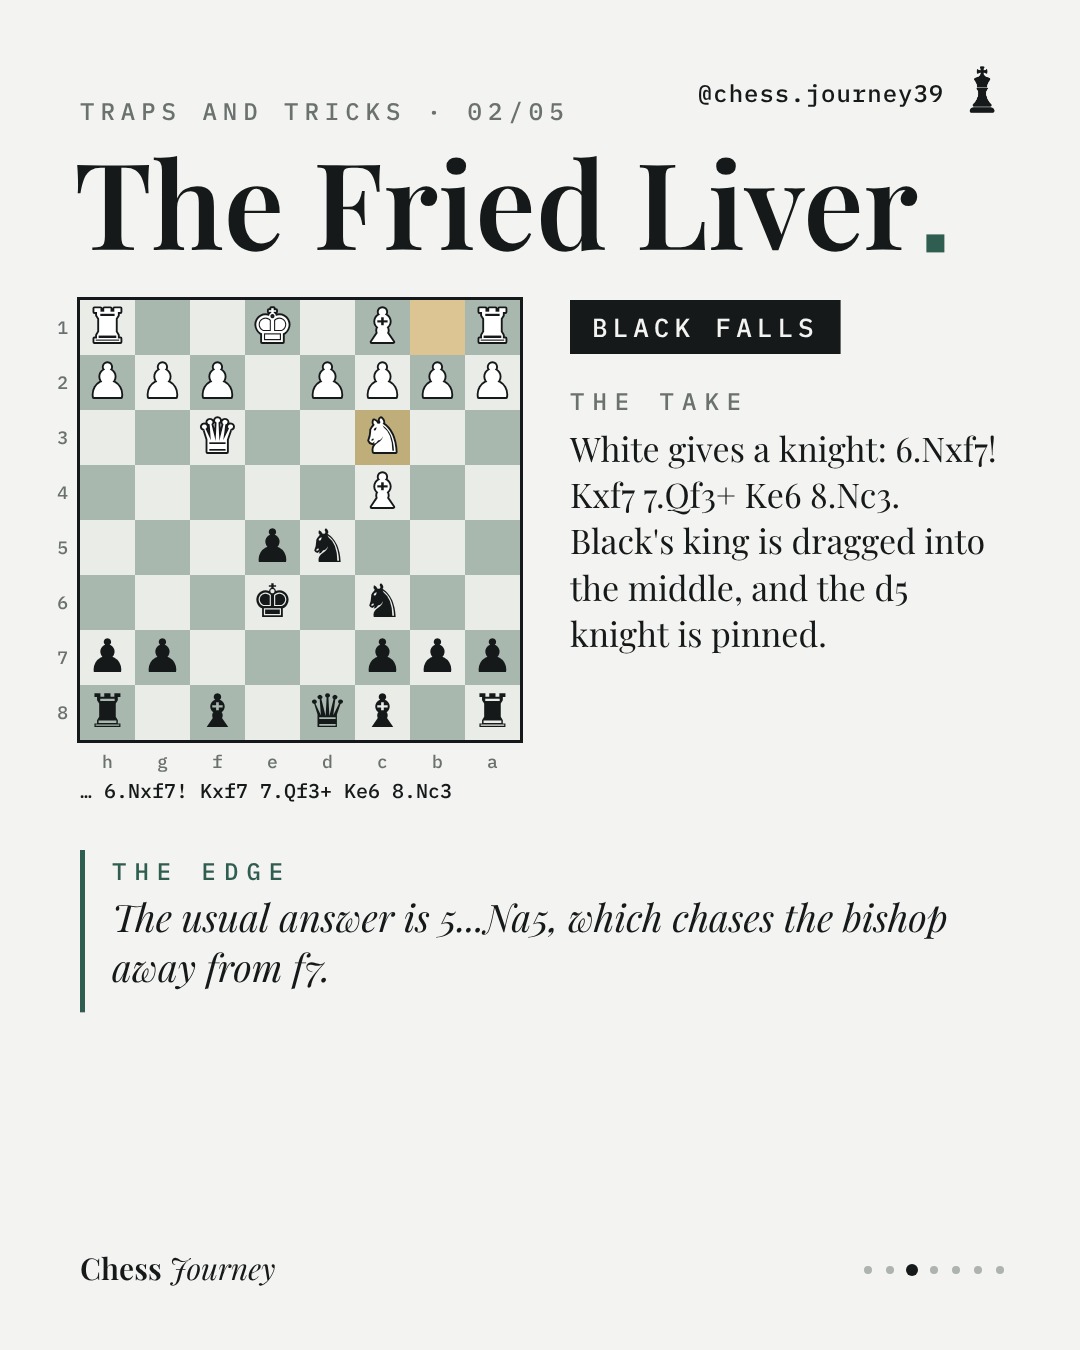 TRAPS AND TRICKS · 02/05
@chess.journey39
The Fried Liver.
1
2
3
4
5
6
7
8
h g f e d c b a
… 6.Nxf7! Kxf7 7.Qf3+ Ke6 8.Nc3
BLACK FALLS
THE TAKE
White gives a knight: 6.Nxf7!
Kxf7 7.Qf3+ Ke6 8.Nc3.
Black's king is dragged into
the middle, and the d5
knight is pinned.
THE EDGE
The usual answer is 5...Na5, which chases the bishop
away from f7.
Chess Journey